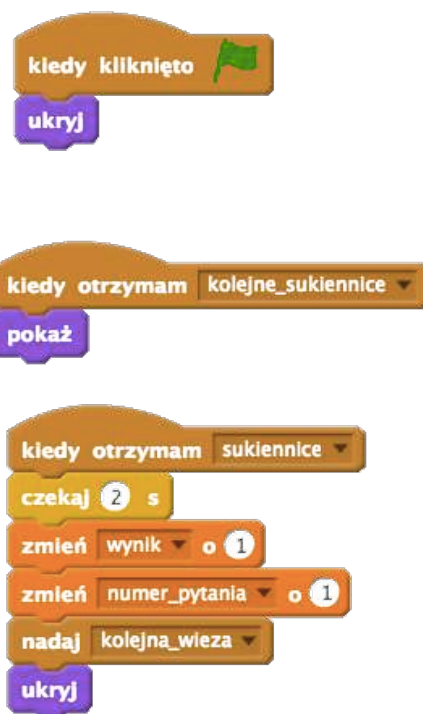 kiedy kliknięto
ukryj
kiedy otrzymam kolejne_sukiennice
pokaż
kiedy otrzymam sukiennice
czekaj 2 s
zmień wynik o 1
zmień numer_pytania o 1
nadaj kolejna_wieza
ukryj